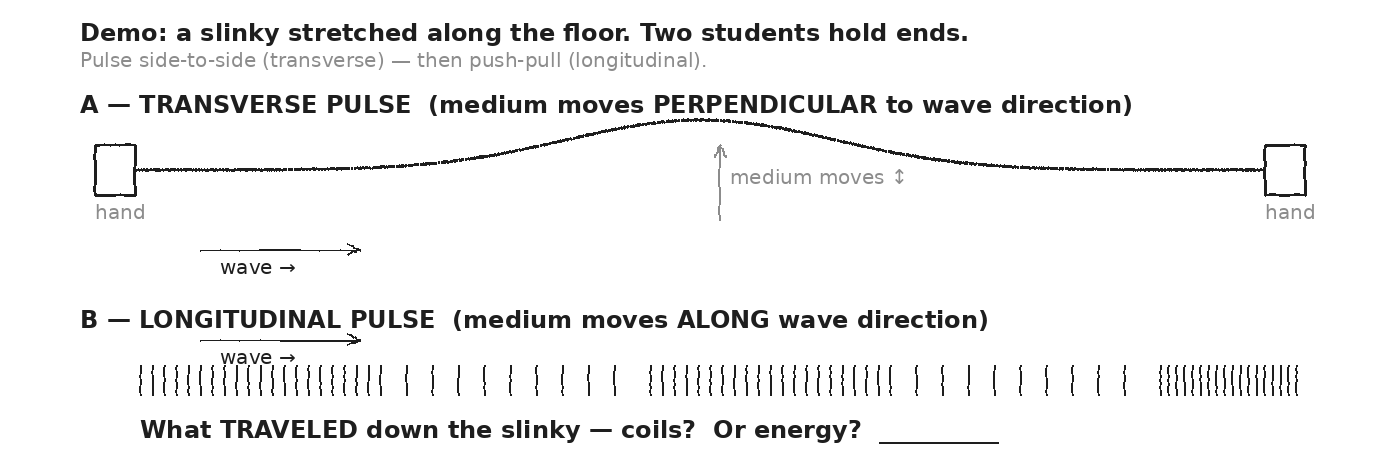 Demo: a slinky stretched along the floor. Two students hold ends.
Pulse side-to-side (transverse) — then push-pull (longitudinal).
A — TRANSVERSE PULSE  (medium moves PERPENDICULAR to wave direction)
medium moves ↕
hand
hand
wave →
B — LONGITUDINAL PULSE  (medium moves ALONG wave direction)
wave →
What TRAVELED down the slinky — coils?  Or energy? __________